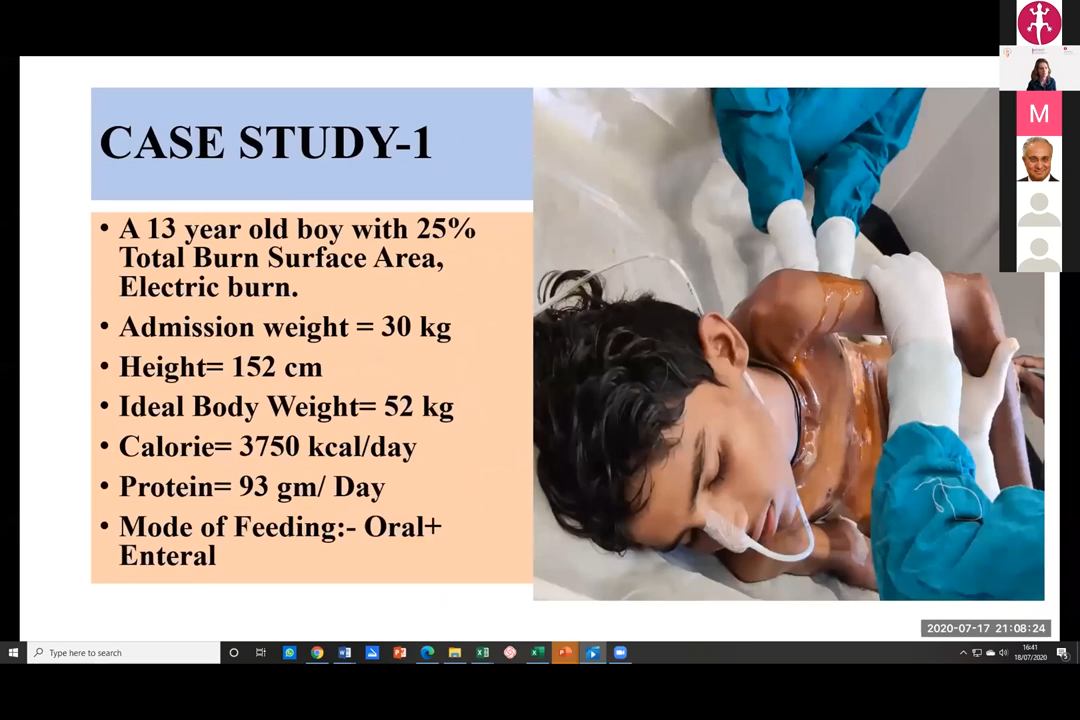 CASE STUDY-1
• A 13 year old boy with 25%
Total Burn Surface Area,
Electric burn.
• Admission weight = 30 kg
• Height= 152 cm
• Ideal Body Weight= 52 kg
• Calorie= 3750 kcal/day
• Protein= 93 gm/ Day
• Mode of Feeding:- Oral+
Enteral
M
2020-07-17 21:08:24
Type here to search
16:41
18/07/2020